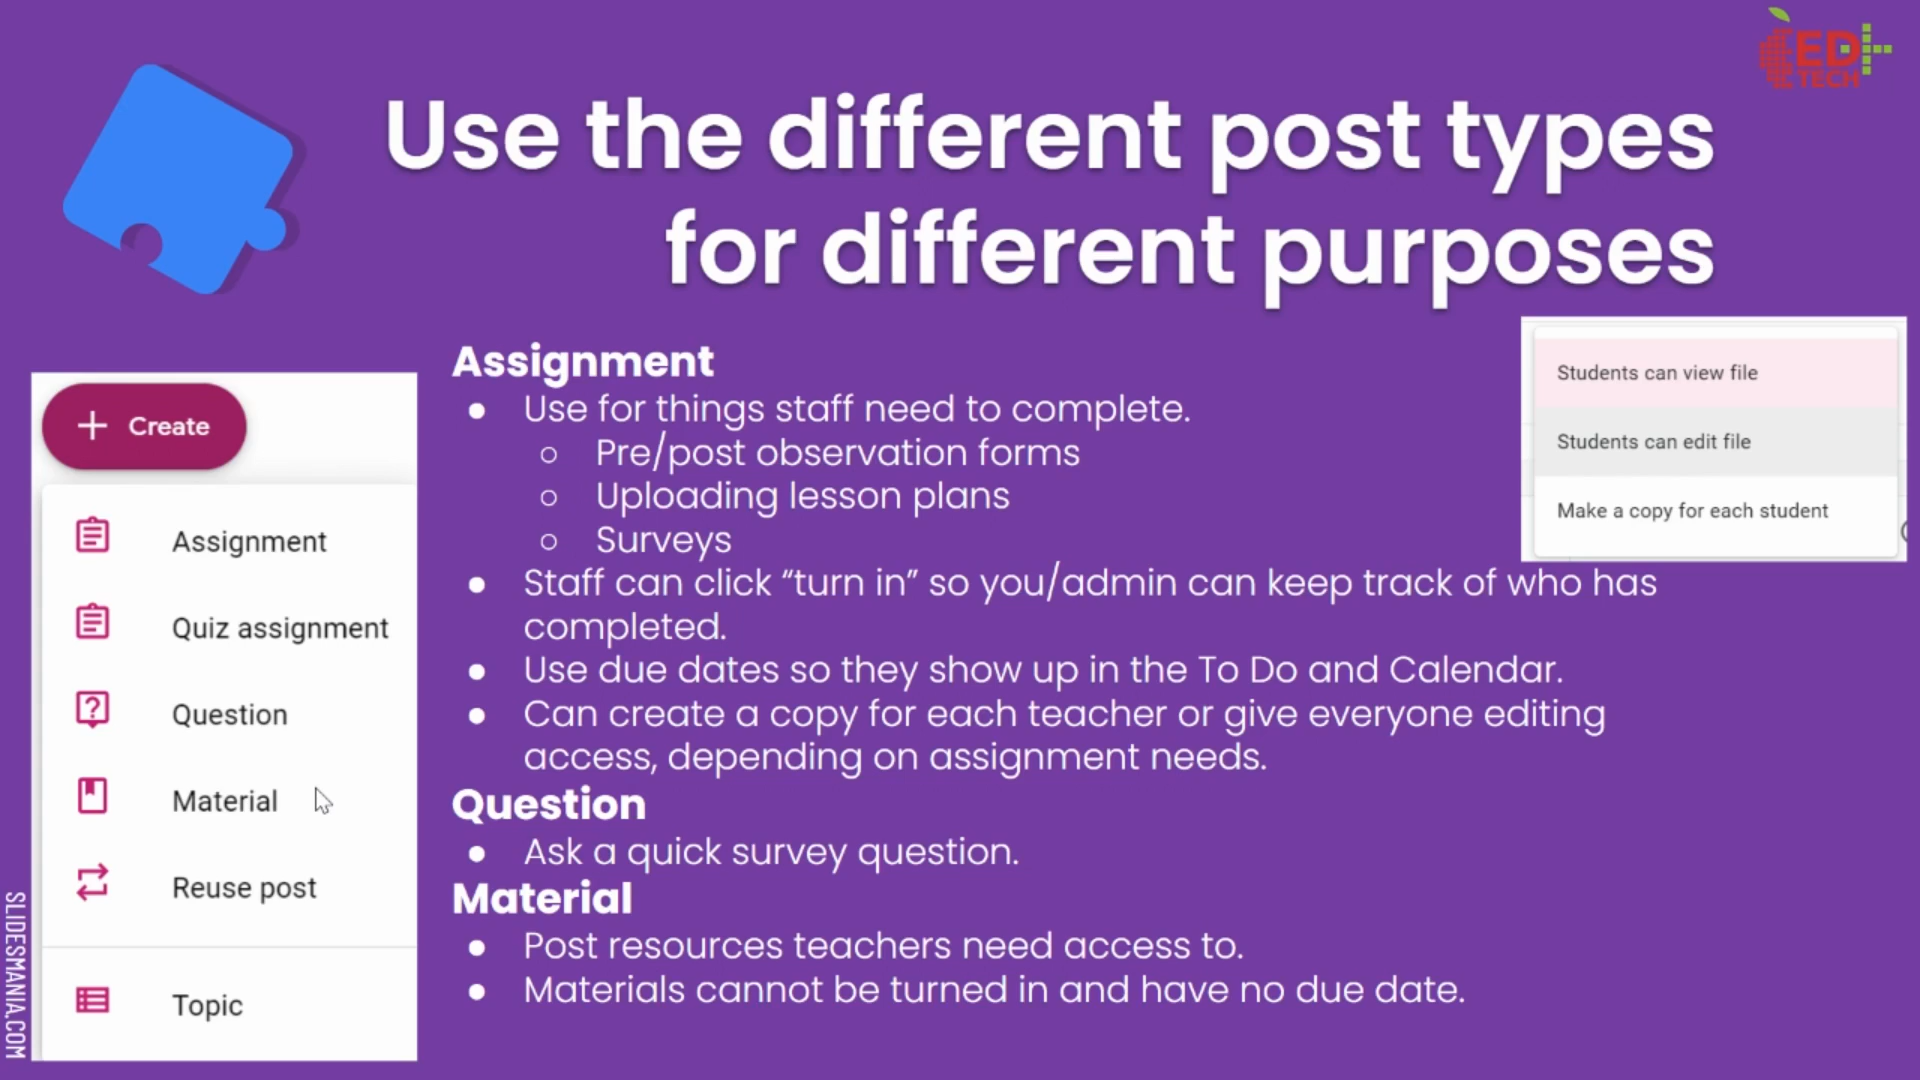 ED
TECH
Use the different post types
for different purposes
Create
Assignment
Quiz assignment
Question
Material
Reuse post
Topic
Assignment
● Use for things staff need to complete.
○ Pre/post observation forms
○ Uploading lesson plans
○ Surveys
● Staff can click “turn in” so you/admin can keep track of who has
completed.
● Use due dates so they show up in the To Do and Calendar.
● Can create a copy for each teacher or give everyone editing
access, depending on assignment needs.
Question
● Ask a quick survey question.
Material
● Post resources teachers need access to.
● Materials cannot be turned in and have no due date.
Students can view file
Students can edit file
Make a copy for each student
SLIDESMANIA.COM